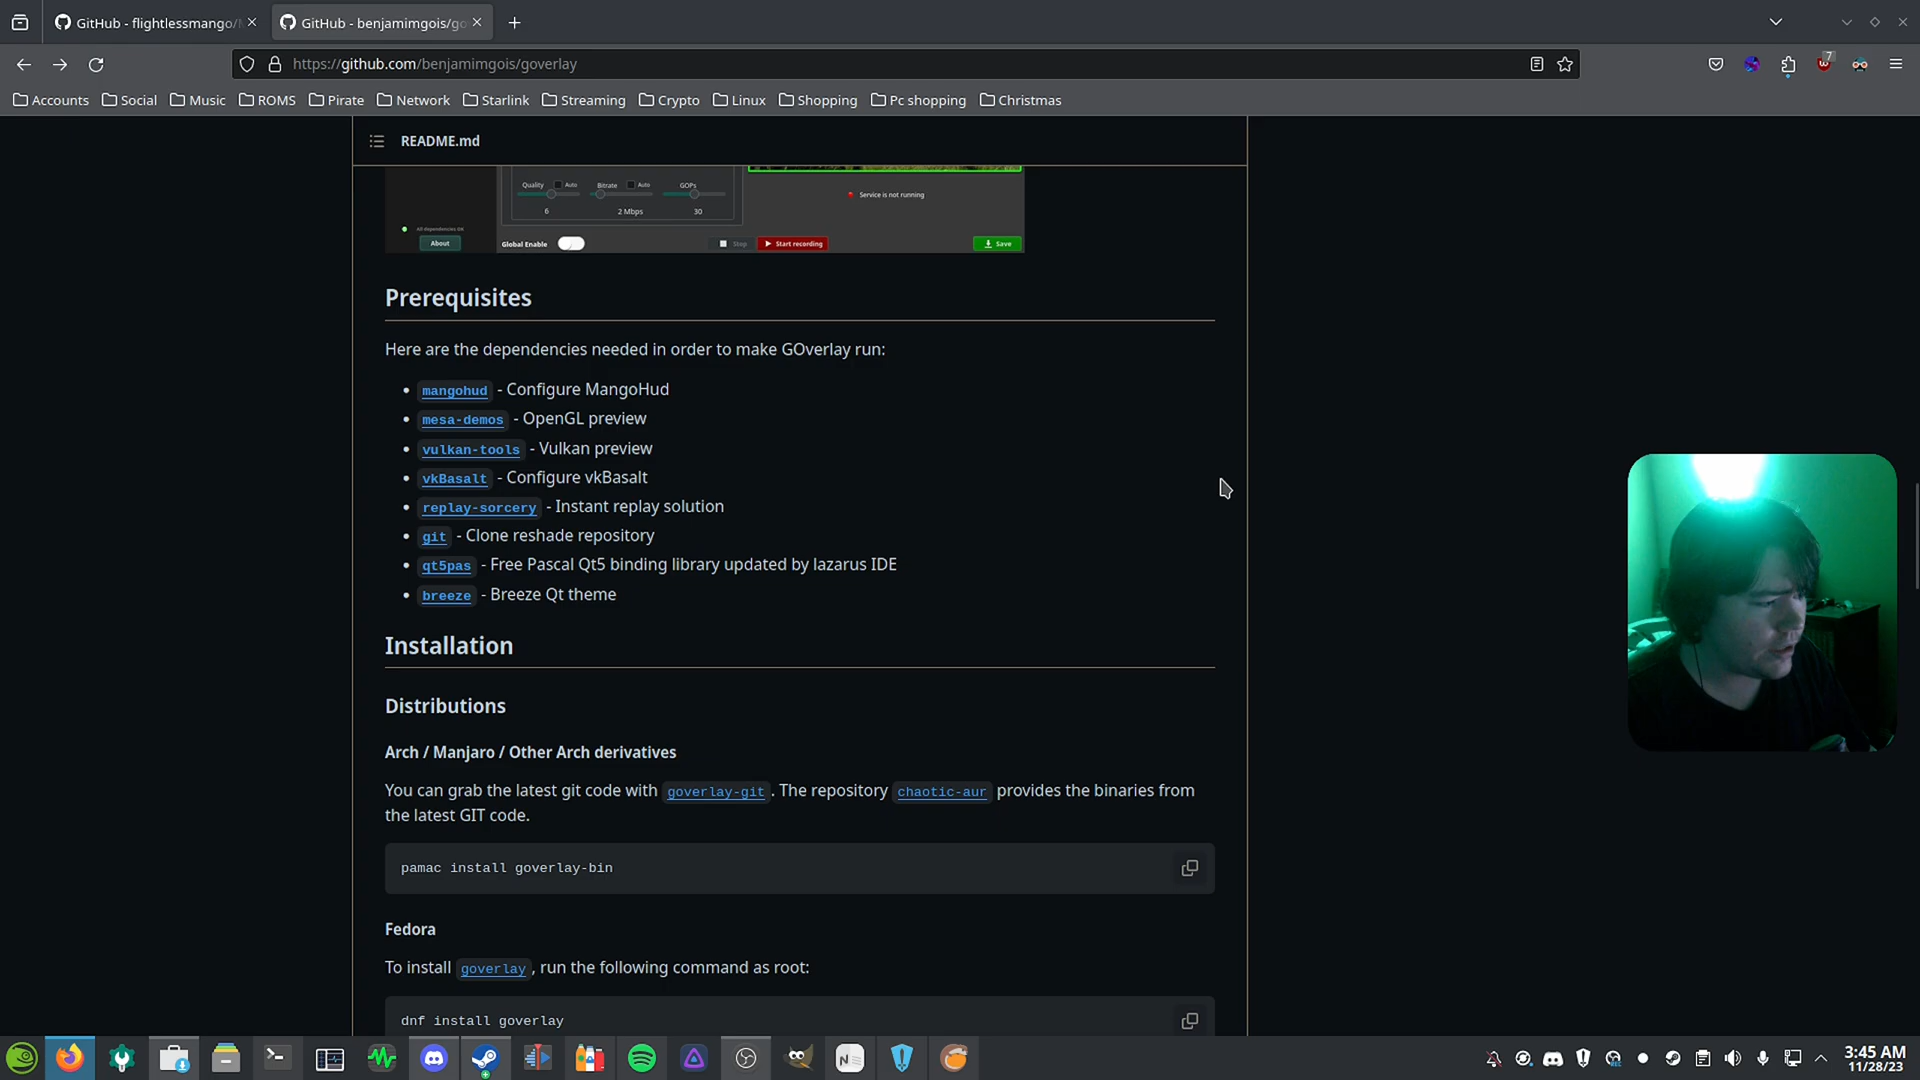 GitHub - flightlessmango/
GitHub - benjamimgois/go
https://github.com/benjamimgois/goverlay
7
Accounts
Social
Music
ROMS
Pirate
Network
Starlink
Streaming
Crypto
Linux
Shopping
Pc shopping
Christmas
README.md
Quality
Auto
Bitrate
Auto
GOPs
6
2 Mbps
30
Service is not running
All dependencies OK
About
Global Enable
Stop
Start recording
Save
Prerequisites
Here are the dependencies needed in order to make GOverlay run:
mangohud - Configure MangoHud
mesa-demos - OpenGL preview
vulkan-tools - Vulkan preview
vkBasalt - Configure vkBasalt
replay-sorcery - Instant replay solution
git - Clone reshade repository
qt5pas - Free Pascal Qt5 binding library updated by lazarus IDE
breeze - Breeze Qt theme
Installation
Distributions
Arch / Manjaro / Other Arch derivatives
You can grab the latest git code with goverlay-git. The repository chaotic-aur provides the binaries from
the latest GIT code.
pamac install goverlay-bin
Fedora
To install goverlay, run the following command as root:
dnf install goverlay
3:45 AM
11/28/23